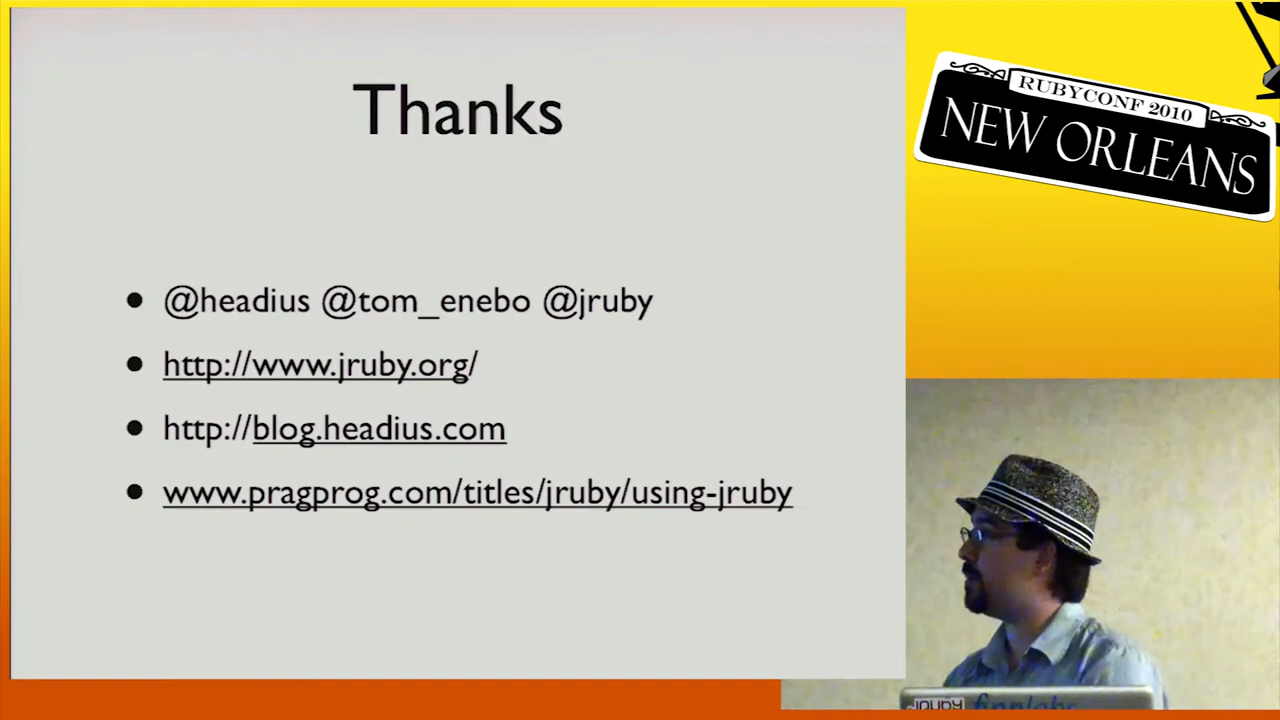 Thanks
@headius @tom_enebo @jruby
http://www.jruby.org/
http://blog.headius.com
www.pragprog.com/titles/jruby/using-jruby
RUBYCONF 2010
NEW ORLEANS
JRUBY